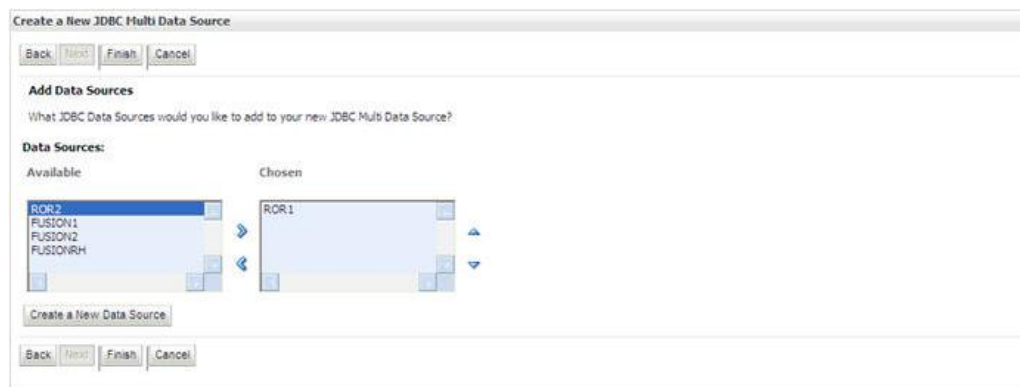 Create a New JDBC Multi Data Source
Back Next Finish Cancel
Add Data Sources
What JDBC Data Sources would you like to add to your new JDBC Multi Data Source?
Data Sources:
Available Chosen
ROR2 ROR1
FUSION1
FUSION2
FUSIONRH
Create a New Data Source
Back Next Finish Cancel